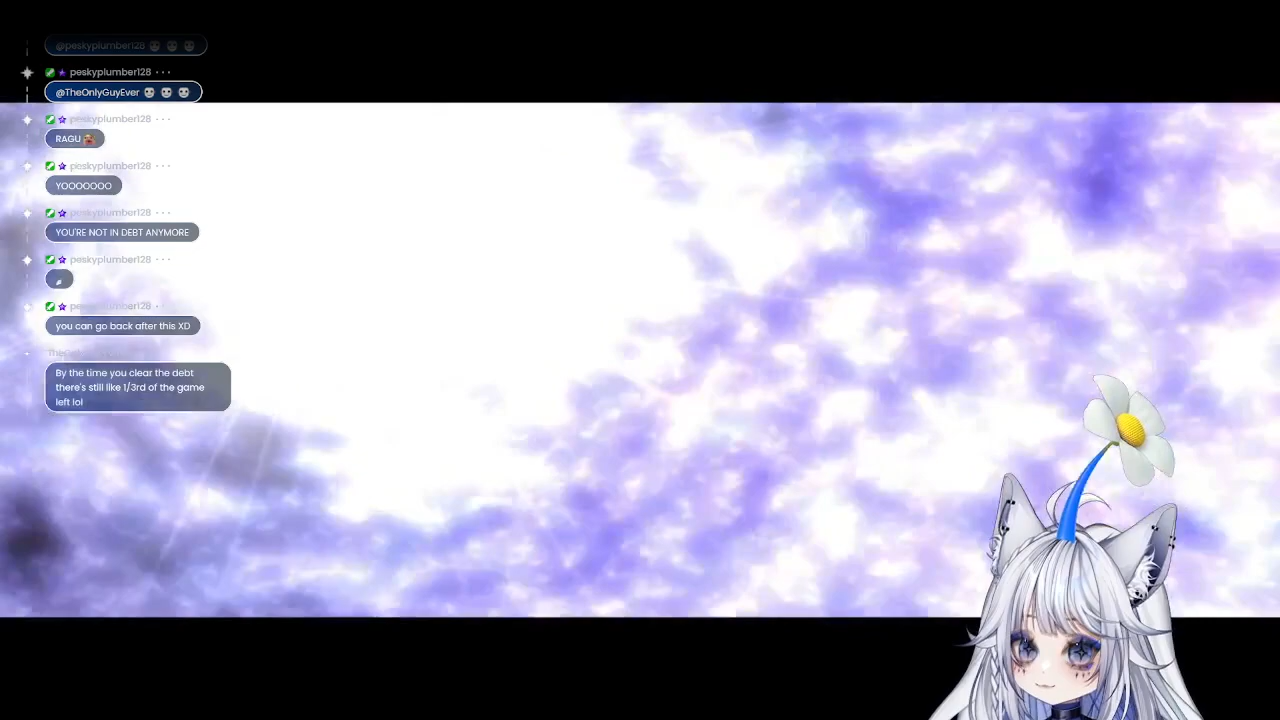 @peskyplumber128
peskyplumber128
@TheOnlyGuyEver
peskyplumber128
RAGU
peskyplumber128
YOOOOOOO
peskyplumber128
YOU'RE NOT IN DEBT ANYMORE
peskyplumber128
peskyplumber128
you can go back after this XD
By the time you clear the debt
there's still like 1/3rd of the game
left lol